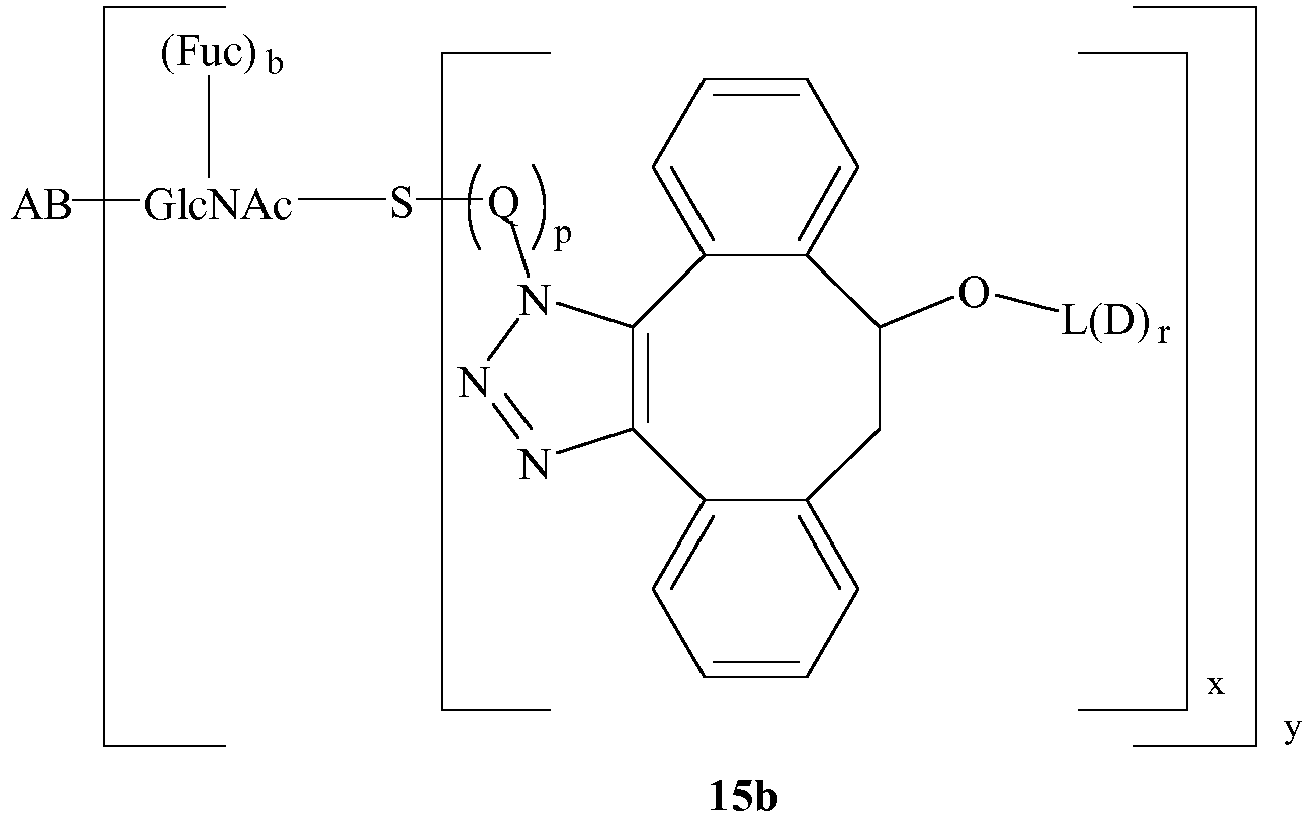 (Fuc) b
AB GlcNAc S (Q) p
N O L(D) r
N
N
x
y
15b